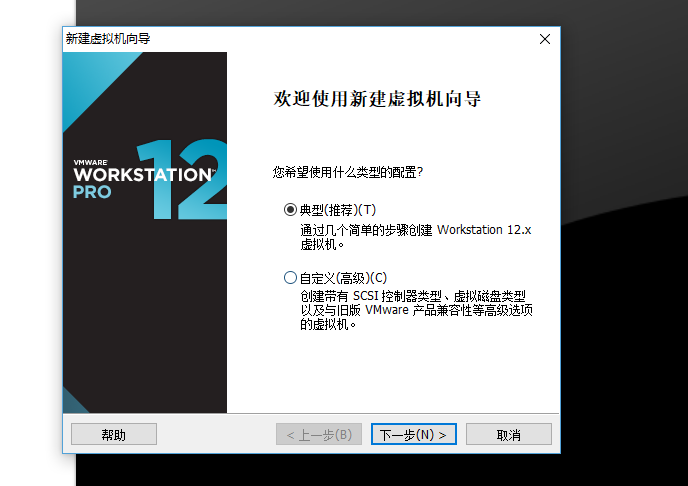 新建虚拟机向导
欢迎使用新建虚拟机向导
VMWARE
WORKSTATION™
PRO
12
您希望使用什么类型的配置?
典型(推荐)(T)
通过几个简单的步骤创建 Workstation 12.x
虚拟机。
自定义(高级)(C)
创建带有 SCSI 控制器类型、虚拟磁盘类型
以及与旧版 VMware 产品兼容性等高级选项
的虚拟机。
帮助
< 上一步(B)
下一步(N) >
取消